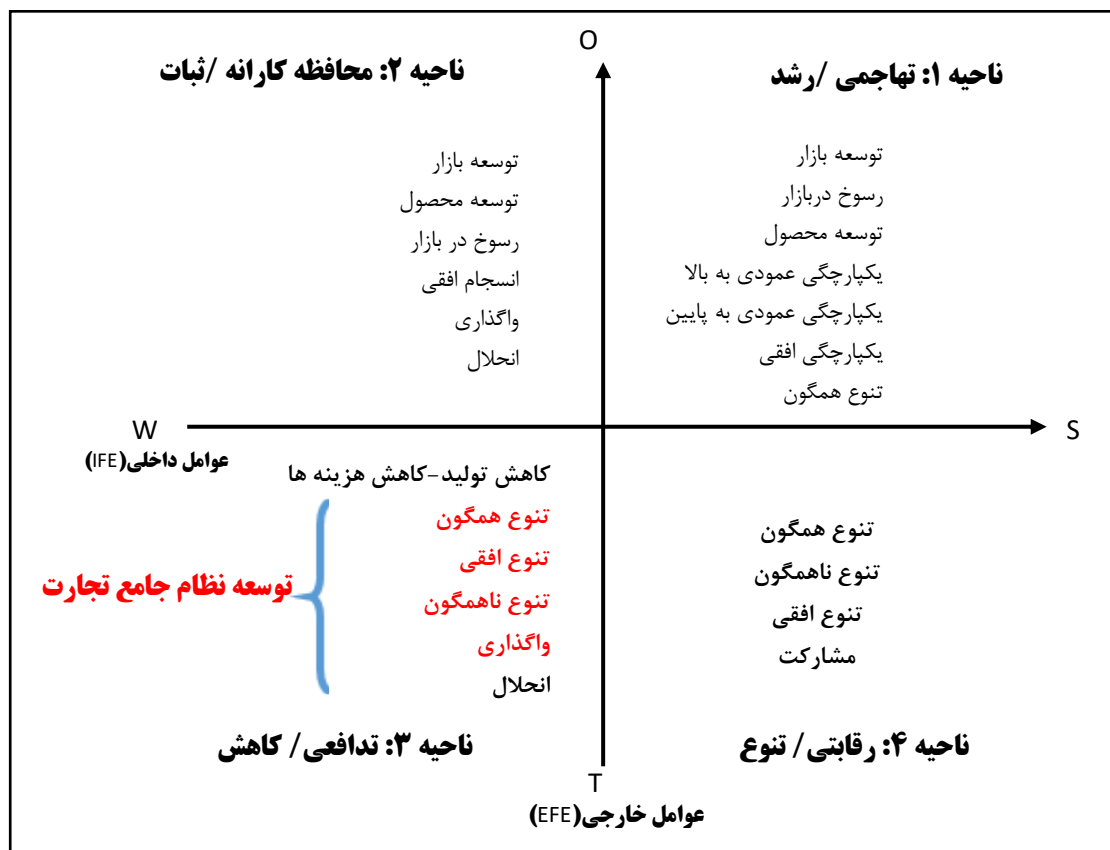 O
ناحیه ۱: تهاجمی /رشد
ناحیه ۲: محافظه کارانه /ثبات
توسعه بازار
رسوخ دربازار
توسعه محصول
یکپارچگی عمودی به بالا
یکپارچگی عمودی به پایین
یکپارچگی افقی
تنوع همگون
توسعه بازار
توسعه محصول
رسوخ در بازار
انسجام افقی
واگذاری
انحلال
S
W
عوامل داخلی(IFE)
کاهش تولید-کاهش هزینه ها
تنوع همگون
تنوع افقی
تنوع ناهمگون
واگذاری
انحلال
توسعه نظام جامع تجارت
تنوع همگون
تنوع ناهمگون
تنوع افقی
مشارکت
ناحیه ۴: رقابتی/ تنوع
ناحیه ۳: تدافعی/ کاهش
T
عوامل خارجی(EFE)